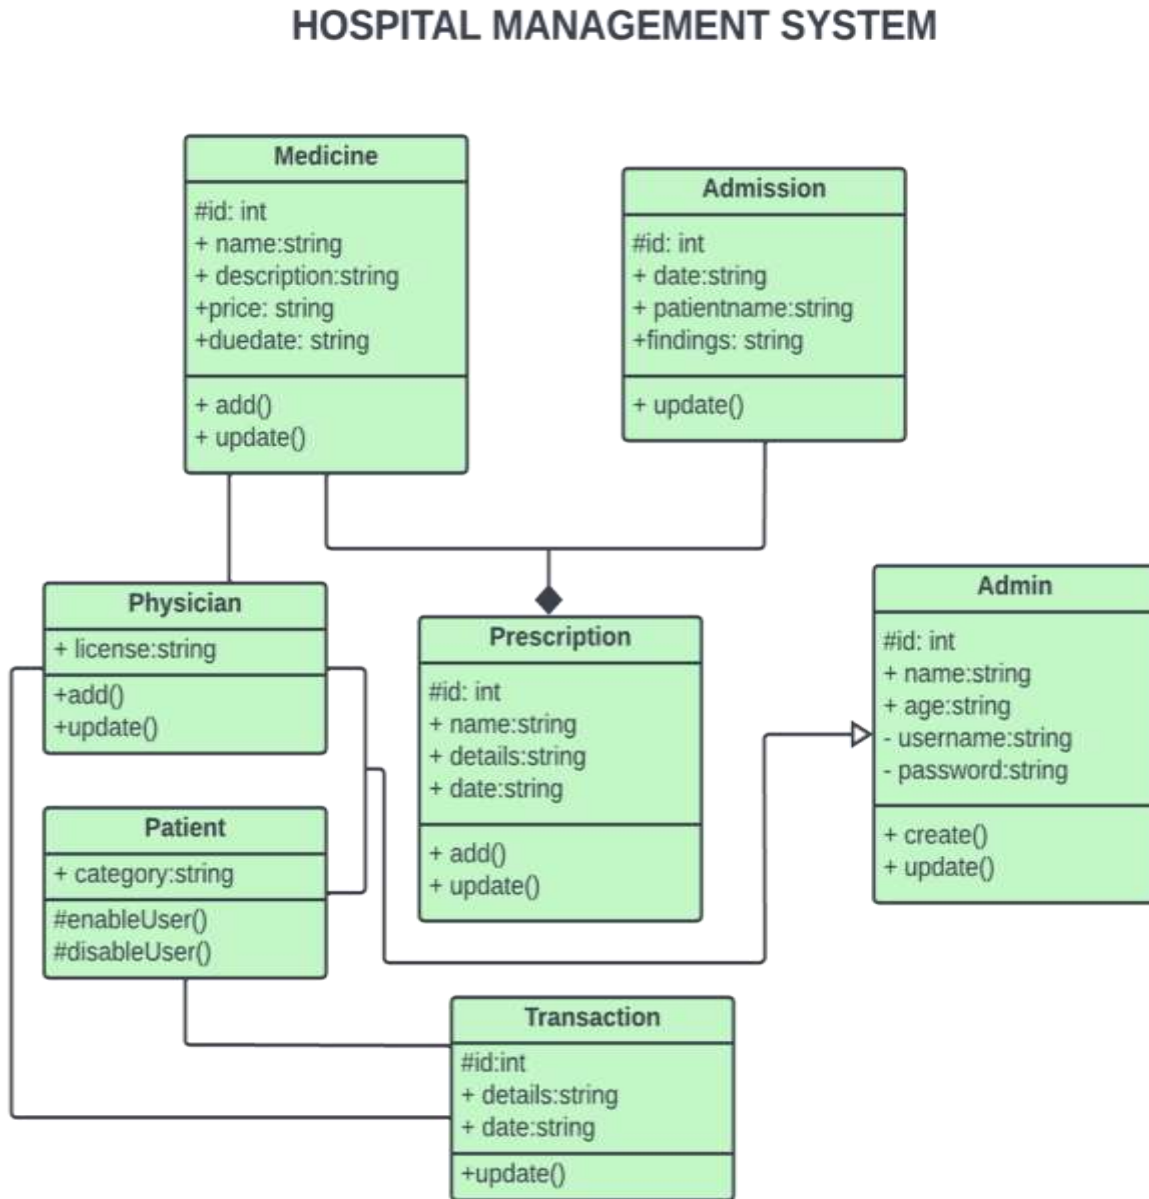 HOSPITAL MANAGEMENT SYSTEM
Medicine
#id: int
+ name:string
+ description:string
+price: string
+duedate: string
+ add()
+ update()
Admission
#id: int
+ date:string
+ patientname:string
+findings: string
+ update()
Physician
+ license:string
+add()
+update()
Prescription
#id: int
+ name:string
+ details:string
+ date:string
+ add()
+ update()
Admin
#id: int
+ name:string
+ age:string
- username:string
- password:string
+ create()
+ update()
Patient
+ category:string
#enableUser()
#disableUser()
Transaction
#id:int
+ details:string
+ date:string
+update()